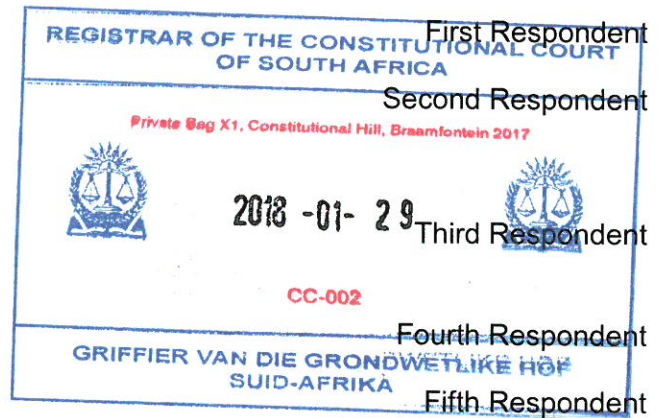 First Respondent
REGISTRAR OF THE CONSTITUTIONAL COURT
OF SOUTH AFRICA
Second Respondent
Private Bag X1, Constitutional Hill, Braamfontein 2017
2018 -01- 29
Third Respondent
CC-002
Fourth Respondent
GRIFFIER VAN DIE GRONDWETLIKE HOF
SUID-AFRIKA
Fifth Respondent